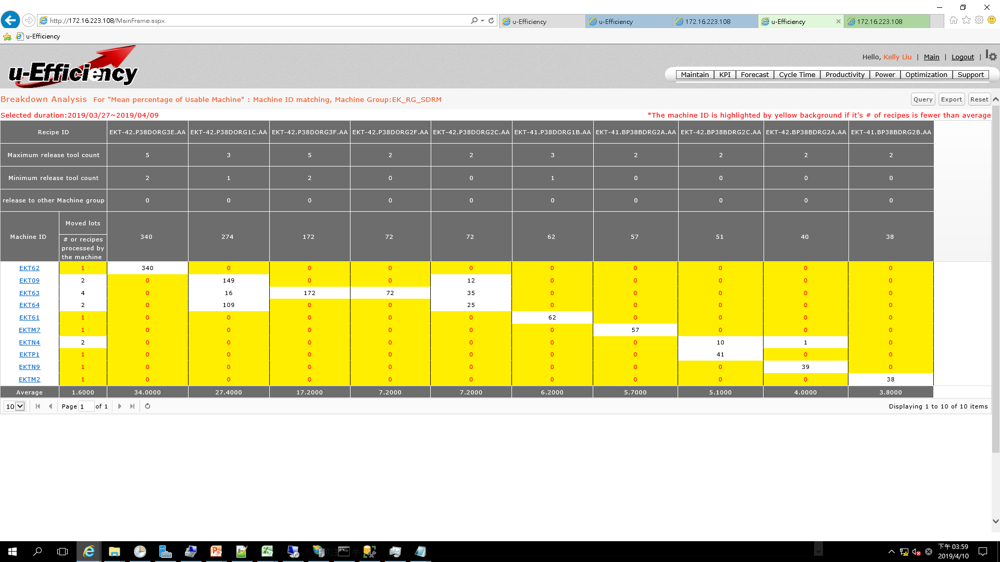 http://172.16.223.108/MainFrame.aspx
u-Efficiency
u-Efficiency
172.16.223.108
u-Efficiency
172.16.223.108
u-Efficiency
u-Efficiency
Hello, Kelly Liu | Main | Logout |
Maintain KPI Forecast Cycle Time Productivity Power Optimization Support
Breakdown Analysis For "Mean percentage of Usable Machine" : Machine ID matching, Machine Group:EK_RG_SDRM
Query Export Reset
Selected duration:2019/03/27~2019/04/09
*The machine ID is highlighted by yellow background if it's # of recipes is fewer than average
Recipe ID EKT-42.P38DORG3E.AA EKT-42.P38DORG1C.AA EKT-42.P38DORG3F.AA EKT-42.P38DORG2F.AA EKT-42.P38DORG2C.AA EKT-41.P38DORG1B.AA EKT-41.BP38BDRG2A.AA EKT-42.BP38BDRG2C.AA EKT-42.BP38BDRG2A.AA EKT-41.BP38BDRG2B.AA
Maximum release tool count 5 3 5 2 2 3 2 2 2 2
Minimum release tool count 2 1 2 0 0 1 0 0 0 0
release to other Machine group 0 0 0 0 0 0 0 0 0 0
Machine ID
Moved lots
# or recipes
processed by
the machine
340 274 172 72 72 62 57 51 40 38
EKT62 1 340 0 0 0 0 0 0 0 0 0
EKT09 2 0 149 0 0 12 0 0 0 0 0
EKT63 4 0 16 172 72 35 0 0 0 0 0
EKT64 2 0 109 0 0 25 0 0 0 0 0
EKT61 1 0 0 0 0 0 62 0 0 0 0
EKTM7 1 0 0 0 0 0 0 57 0 0 0
EKTN4 2 0 0 0 0 0 0 0 10 1 0
EKTP1 1 0 0 0 0 0 0 0 41 0 0
EKTN9 1 0 0 0 0 0 0 0 0 39 0
EKTM2 1 0 0 0 0 0 0 0 0 0 38
Average 1.6000 34.0000 27.4000 17.2000 7.2000 7.2000 6.2000 5.7000 5.1000 4.0000 3.8000
10 Page 1 of 1
Displaying 1 to 10 of 10 items
下午 03:59
2019/4/10